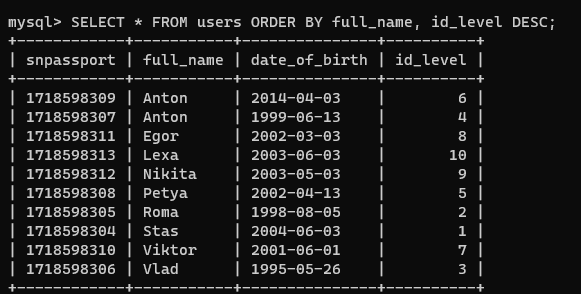 mysql> SELECT * FROM users ORDER BY full_name, id_level DESC;
+------------+-----------+---------------+----------+
| snpassport | full_name | date_of_birth | id_level |
+------------+-----------+---------------+----------+
| 1718598309 | Anton     | 2014-04-03    |        6 |
| 1718598307 | Anton     | 1999-06-13    |        4 |
| 1718598311 | Egor      | 2002-03-03    |        8 |
| 1718598313 | Lexa      | 2003-06-03    |       10 |
| 1718598312 | Nikita    | 2003-05-03    |        9 |
| 1718598308 | Petya     | 2002-04-13    |        5 |
| 1718598305 | Roma      | 1998-08-05    |        2 |
| 1718598304 | Stas      | 2004-06-03    |        1 |
| 1718598310 | Viktor    | 2001-06-01    |        7 |
| 1718598306 | Vlad      | 1995-05-26    |        3 |
+------------+-----------+---------------+----------+